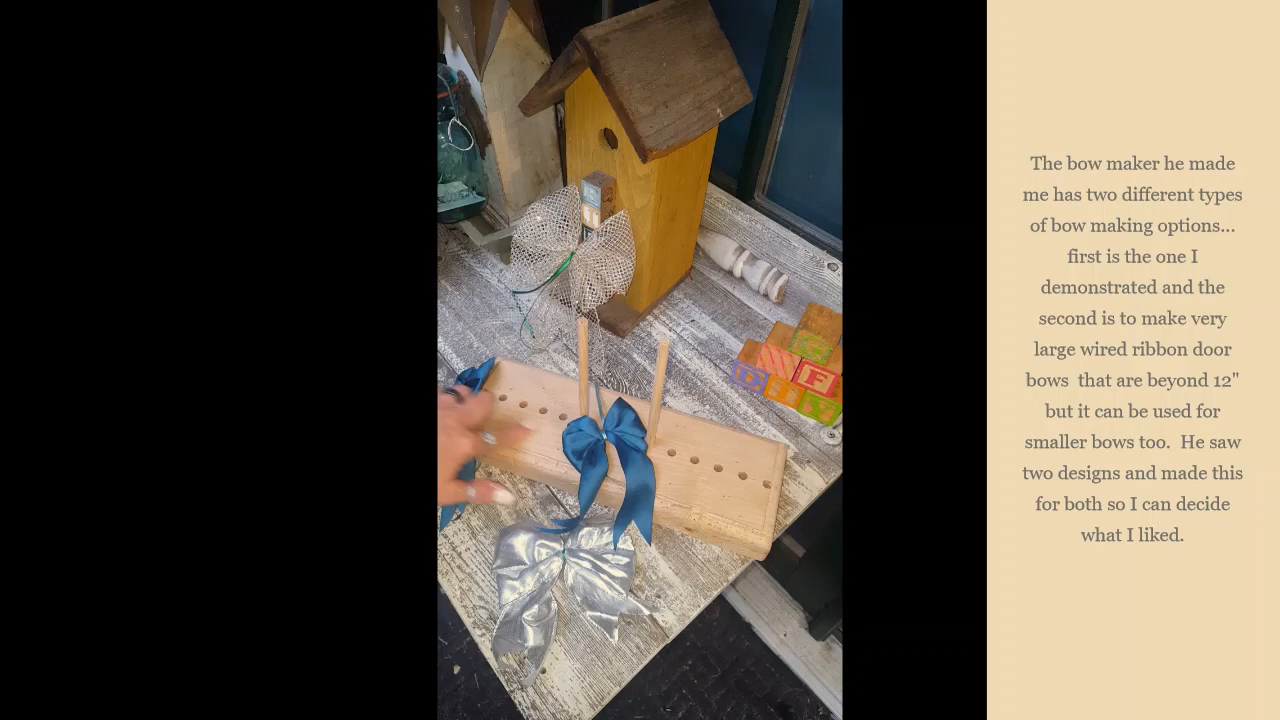 The bow maker he made
me has two different types
of bow making options...
first is the one I
demonstrated and the
second is to make very
large wired ribbon door
bows  that are beyond 12"
but it can be used for
smaller bows too.  He saw
two designs and made this
for both so I can decide
what I liked.
F